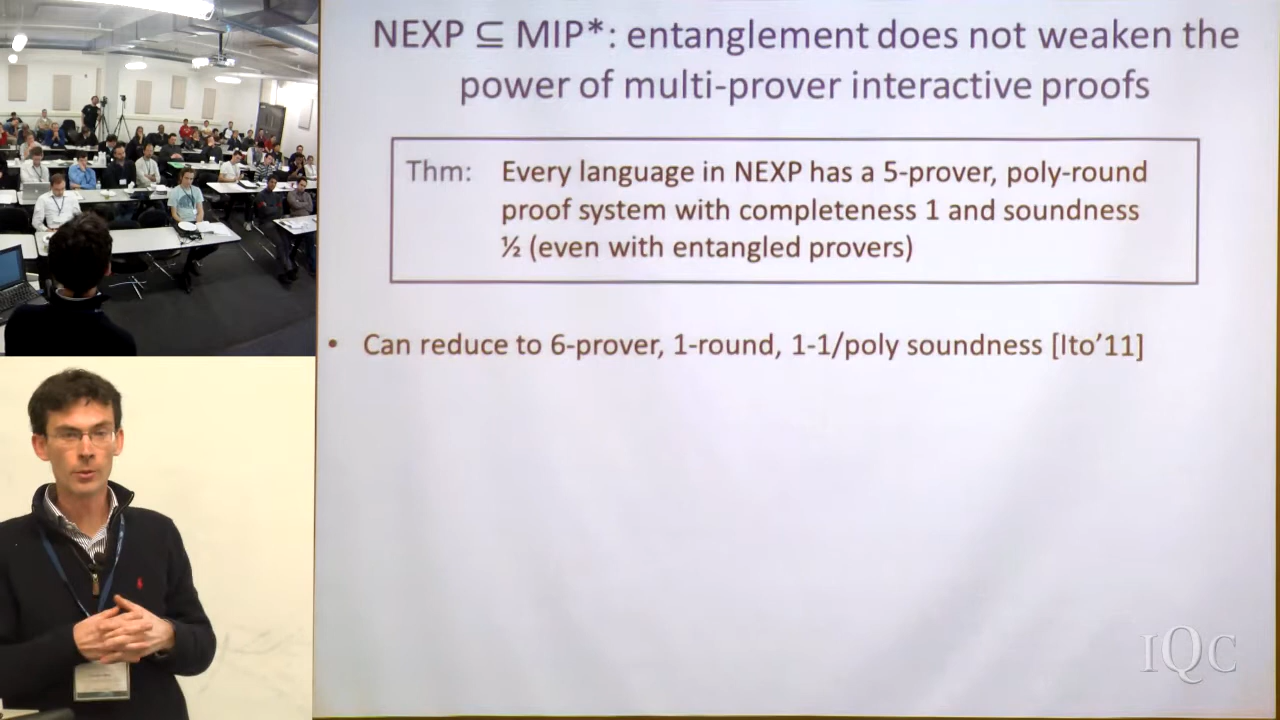 NEXP ⊆ MIP*: entanglement does not weaken the
power of multi-prover interactive proofs
Thm: Every language in NEXP has a 5-prover, poly-round
proof system with completeness 1 and soundness
½ (even with entangled provers)
• Can reduce to 6-prover, 1-round, 1-1/poly soundness [Ito’11]
IQC